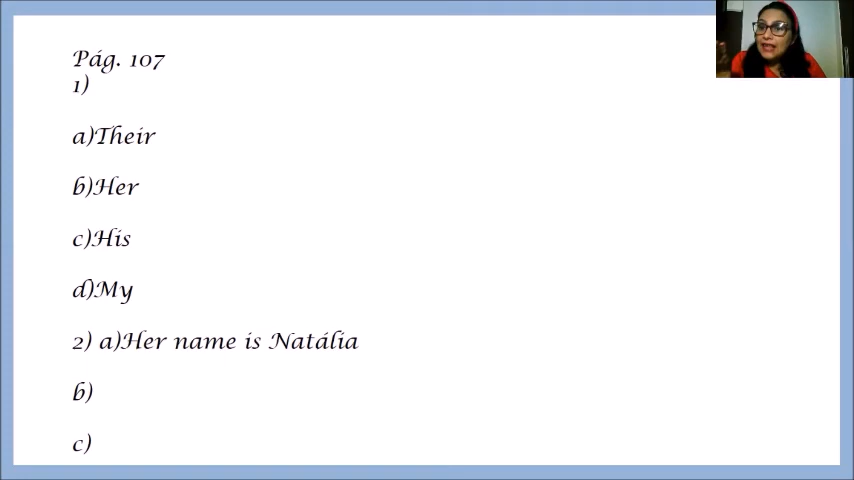 Pág. 107
1)
a)Their
b)Her
c)His
d)My
2) a)Her name is Natália
b)
c)